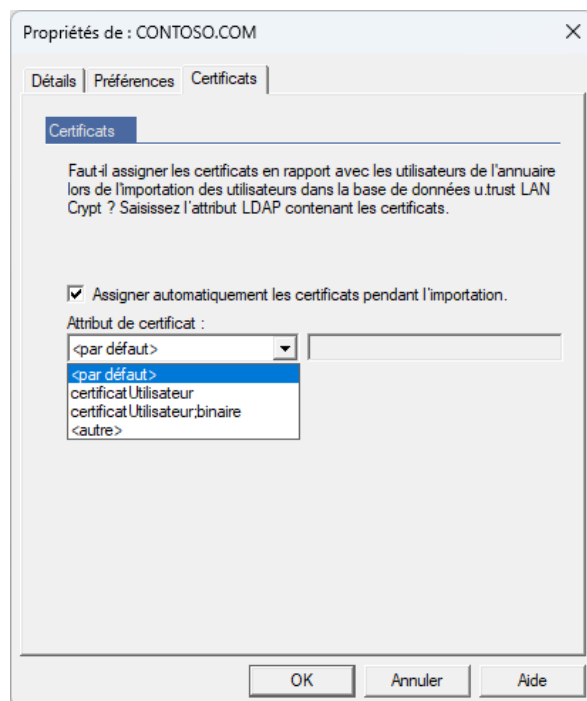 Propriétés de : CONTOSO.COM
Détails
Préférences
Certificats
Certificats
Faut-il assigner les certificats en rapport avec les utilisateurs de l'annuaire
lors de l'importation des utilisateurs dans la base de données u.trust LAN
Crypt ? Saisissez l'attribut LDAP contenant les certificats.
Assigner automatiquement les certificats pendant l'importation.
Attribut de certificat :
<par défaut>
<par défaut>
certificatUtilisateur
certificatUtilisateur;binaire
<autre>
OK
Annuler
Aide